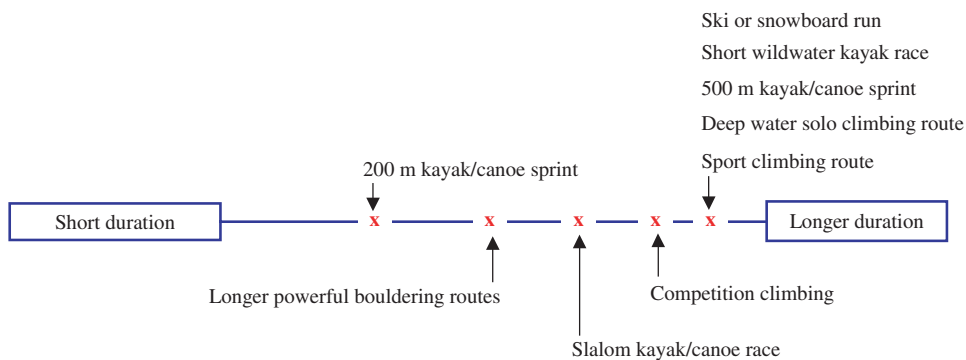 Ski or snowboard run
Short wildwater kayak race
500 m kayak/canoe sprint
Deep water solo climbing route
Sport climbing route
200 m kayak/canoe sprint
Short duration
x x x x x
Longer duration
Longer powerful bouldering routes
Competition climbing
Slalom kayak/canoe race